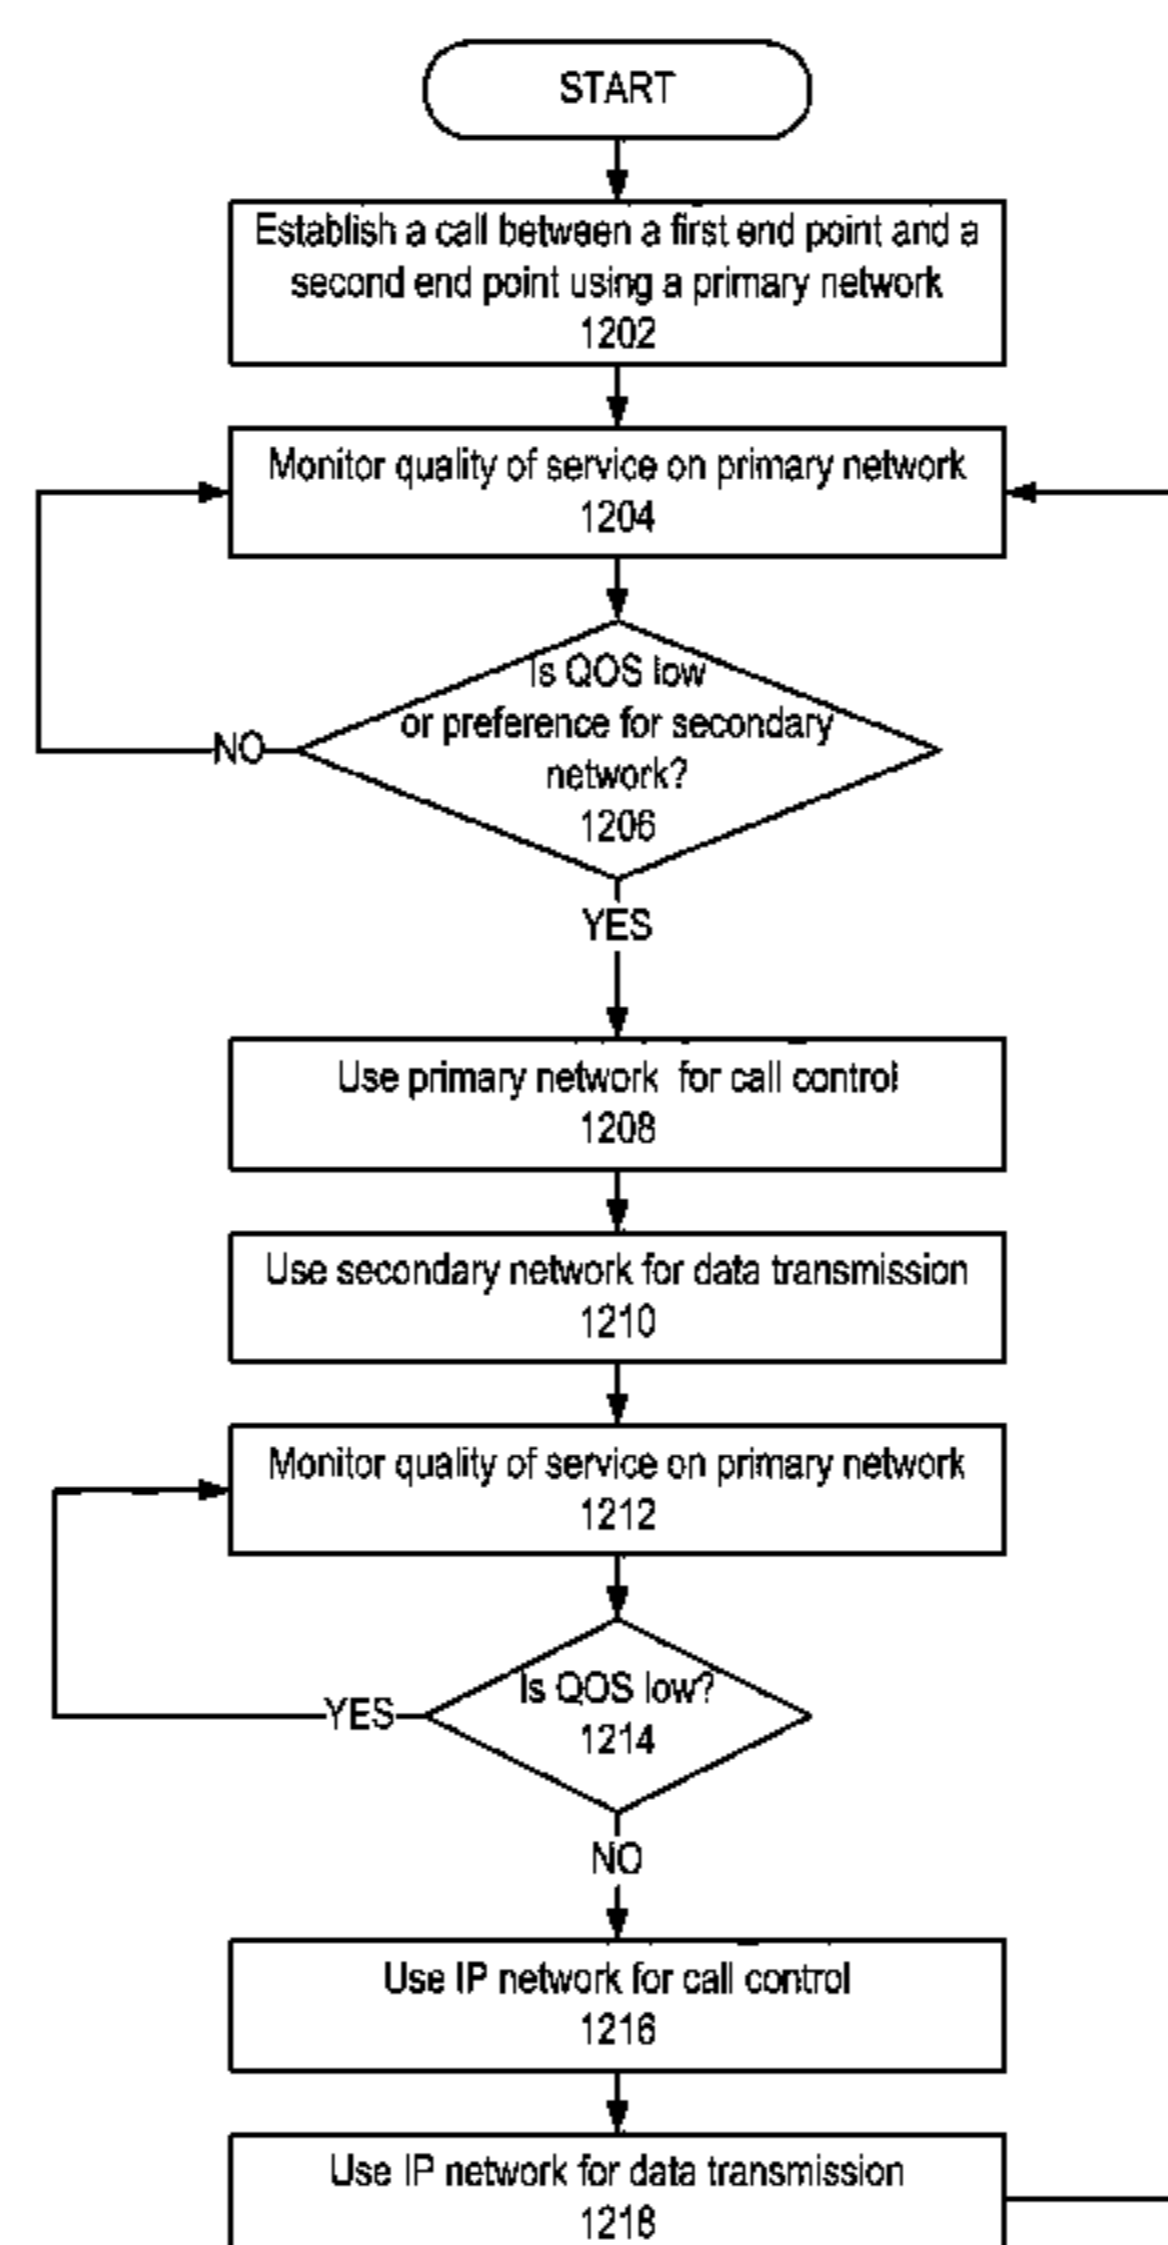 START
Establish a call between a first end point and a
second end point using a primary network
1202
Monitor quality of service on primary network
1204
Is QOS low
or preference for secondary
network?
1206
NO
YES
Use primary network for call control
1208
Use secondary network for data transmission
1210
Monitor quality of service on primary network
1212
Is QOS low?
1214
YES
NO
Use IP network for call control
1216
Use IP network for data transmission
1218